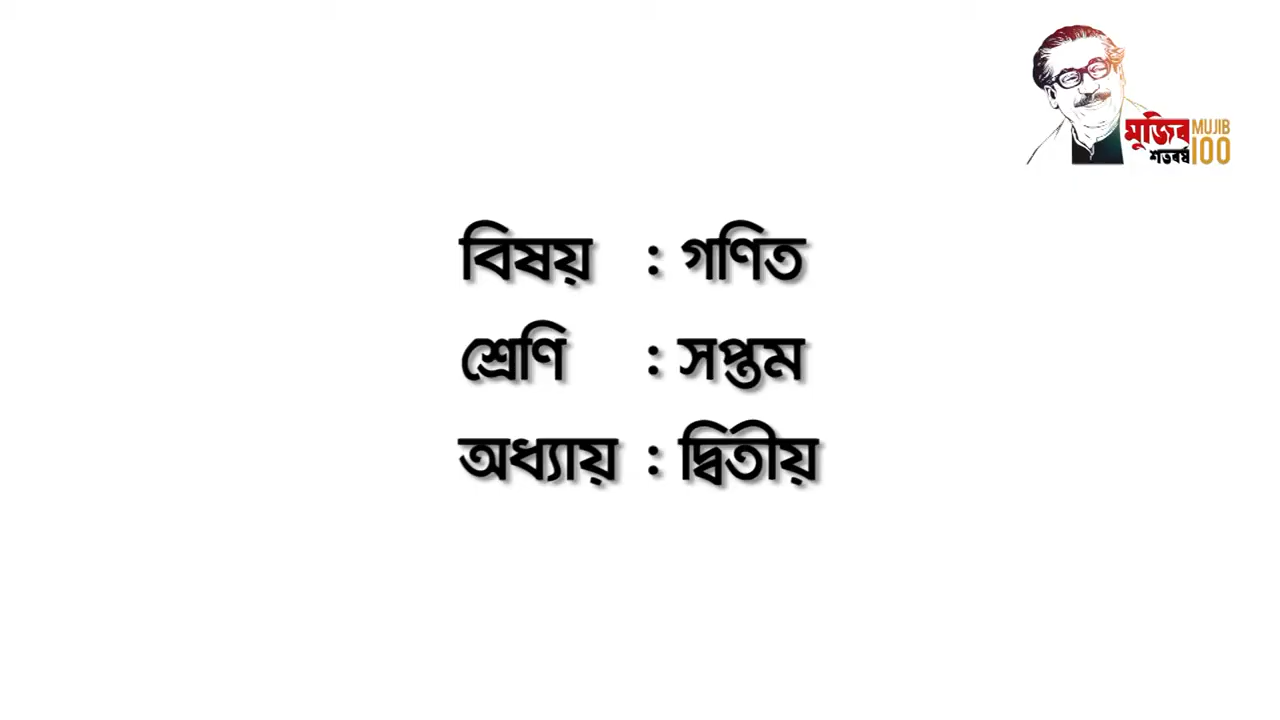 মুজিব MUJIB
শতবর্ষ 100
বিষয় : গণিত
শ্রেণি : সপ্তম
অধ্যায় : দ্বিতীয়